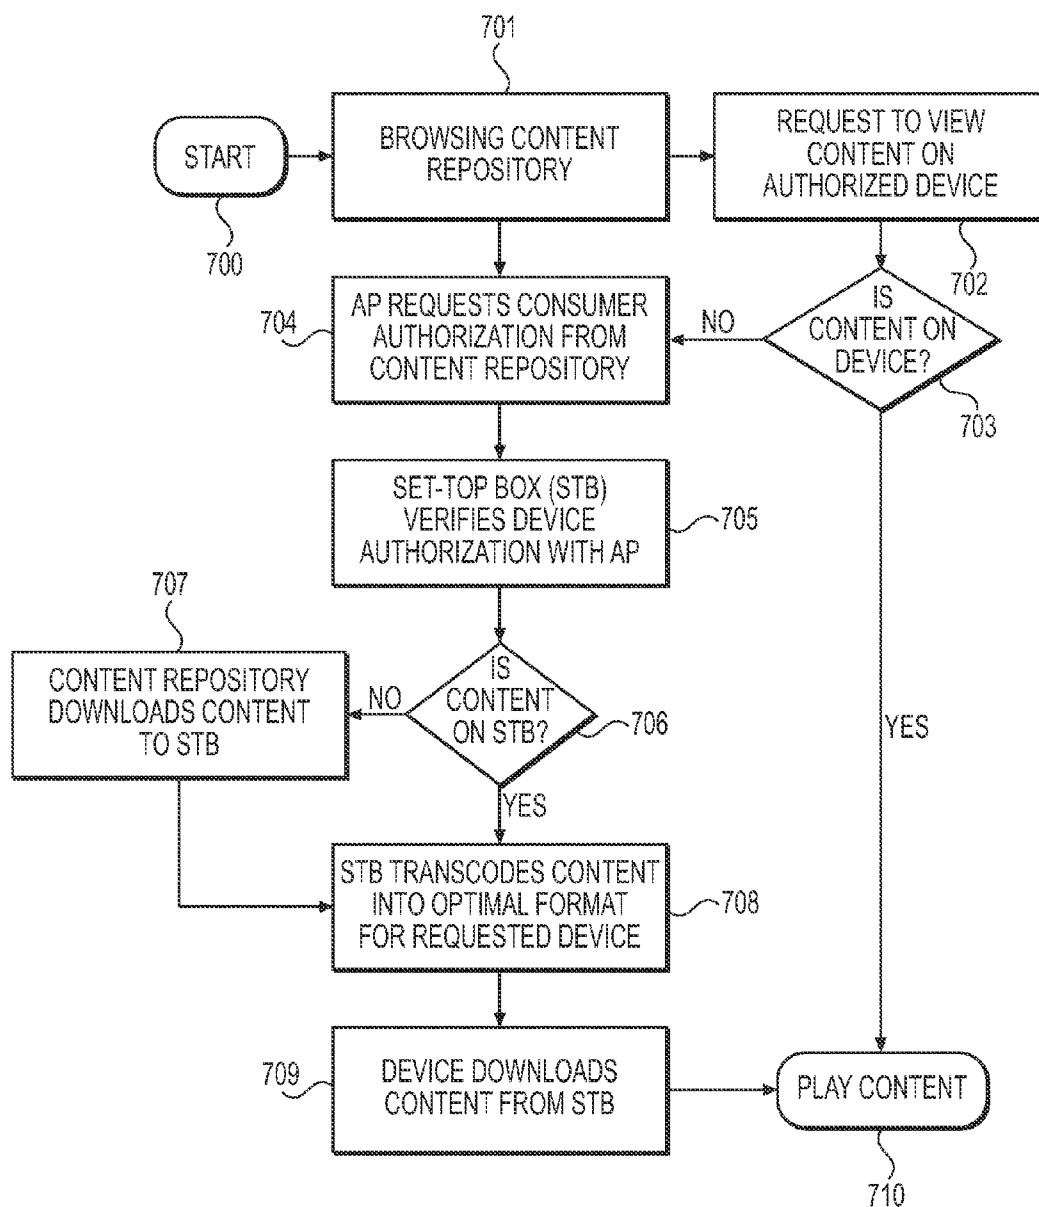 701
START
700
BROWSING CONTENT
REPOSITORY
REQUEST TO VIEW
CONTENT ON
AUTHORIZED DEVICE
702
704
AP REQUESTS CONSUMER
AUTHORIZATION FROM
CONTENT REPOSITORY
NO
IS
CONTENT ON
DEVICE?
703
SET-TOP BOX (STB)
VERIFIES DEVICE
AUTHORIZATION WITH AP
705
707
CONTENT REPOSITORY
DOWNLOADS CONTENT
TO STB
NO
IS
CONTENT
ON STB?
706
YES
YES
STB TRANSCODES CONTENT
INTO OPTIMAL FORMAT
FOR REQUESTED DEVICE
708
709
DEVICE DOWNLOADS
CONTENT FROM STB
PLAY CONTENT
710